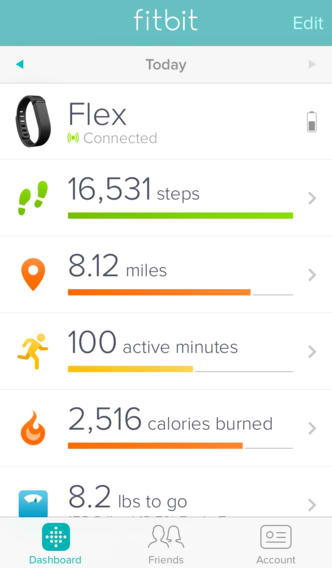 fitbit
Edit
Today
Flex
Connected
16,531 steps
8.12 miles
100 active minutes
2,516 calories burned
8.2 lbs to go
Dashboard
Friends
Account